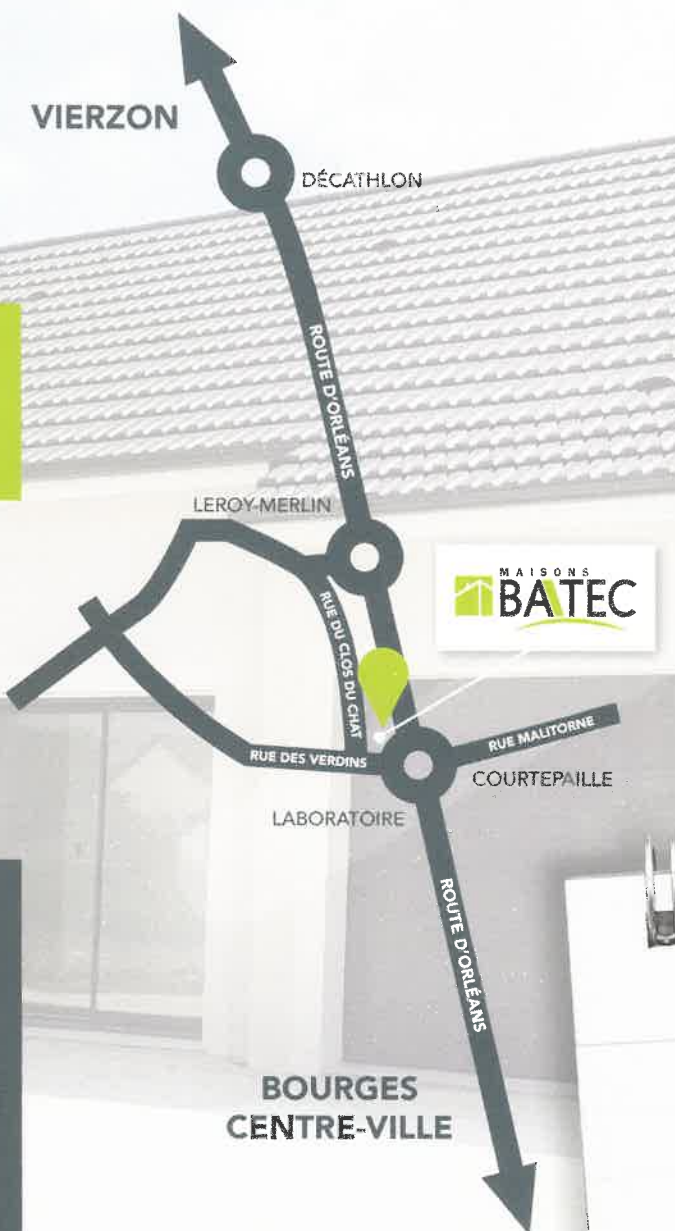 VIERZON
DÉCATHLON
ROUTE D'ORLÉANS
LEROY-MERLIN
MAISONS
BATEC
RUE DU CLOS DU CHAT
RUE MALITORNE
RUE DES VERDINS
COURTEPAILLE
LABORATOIRE
ROUTE D'ORLÉANS
BOURGES
CENTRE-VILLE